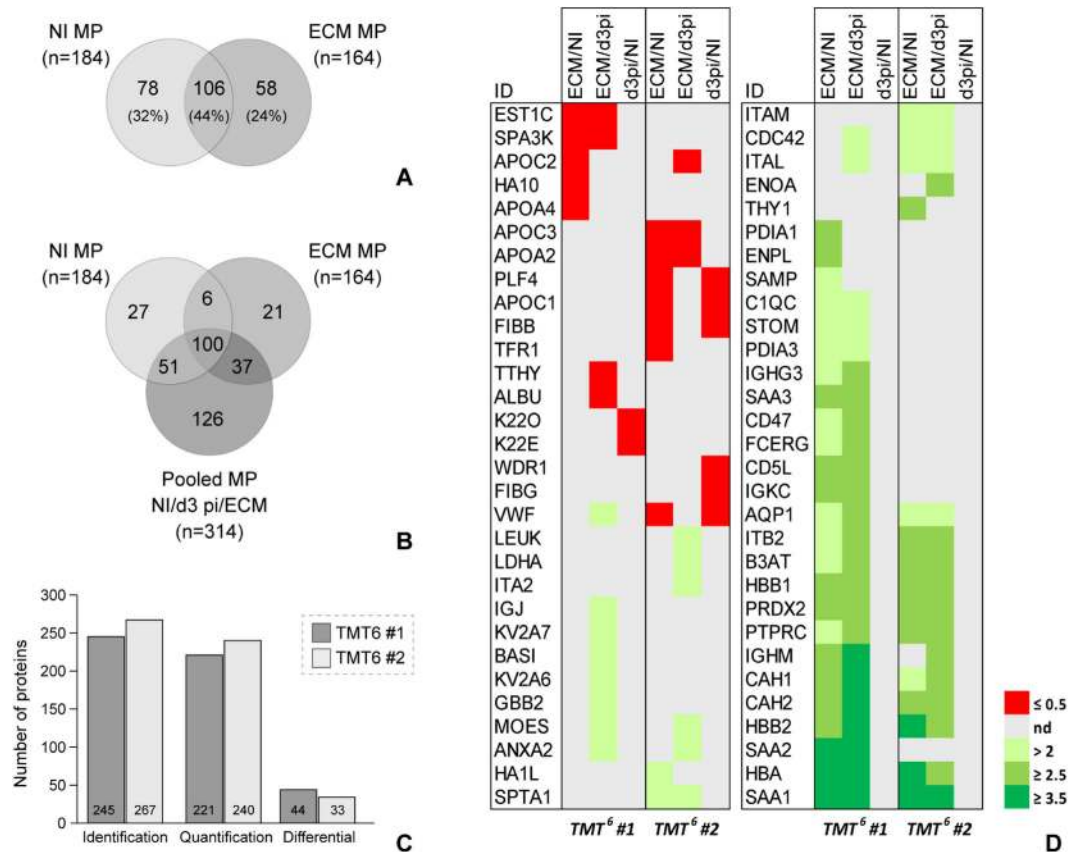 NI MP
(n=184)
ECM MP
(n=164)
78
(32%)
106
(44%)
58
(24%)
A
NI MP
(n=184)
ECM MP
(n=164)
27
6
21
100
51
37
126
Pooled MP
NI/d3 pi/ECM
(n=314)
B
Number of proteins
300
250
200
150
100
50
0
TMT6 #1
TMT6 #2
245
267
221
240
44
33
Identification
Quantification
Differential
C
ID
ECM/NI
ECM/d3pi
d3pi/NI
ECM/NI
ECM/d3pi
d3pi/NI
EST1C
SPA3K
APOC2
HA10
APOA4
APOC3
APOA2
PLF4
APOC1
FIBB
TFR1
TTHY
ALBU
K22O
K22E
WDR1
FIBG
VWF
LEUK
LDHA
ITA2
IGJ
KV2A7
BASI
KV2A6
GBB2
MOES
ANXA2
HA1L
SPTA1
TMT⁶ #1
TMT⁶ #2
ID
ECM/NI
ECM/d3pi
d3pi/NI
ECM/NI
ECM/d3pi
d3pi/NI
ITAM
CDC42
ITAL
ENOA
THY1
PDIA1
ENPL
SAMP
C1QC
STOM
PDIA3
IGHG3
SAA3
CD47
FCERG
CD5L
IGKC
AQP1
ITB2
B3AT
HBB1
PRDX2
PTPRC
IGHM
CAH1
CAH2
HBB2
SAA2
HBA
SAA1
TMT⁶ #1
TMT⁶ #2
≤ 0.5
nd
> 2
≥ 2.5
≥ 3.5
D